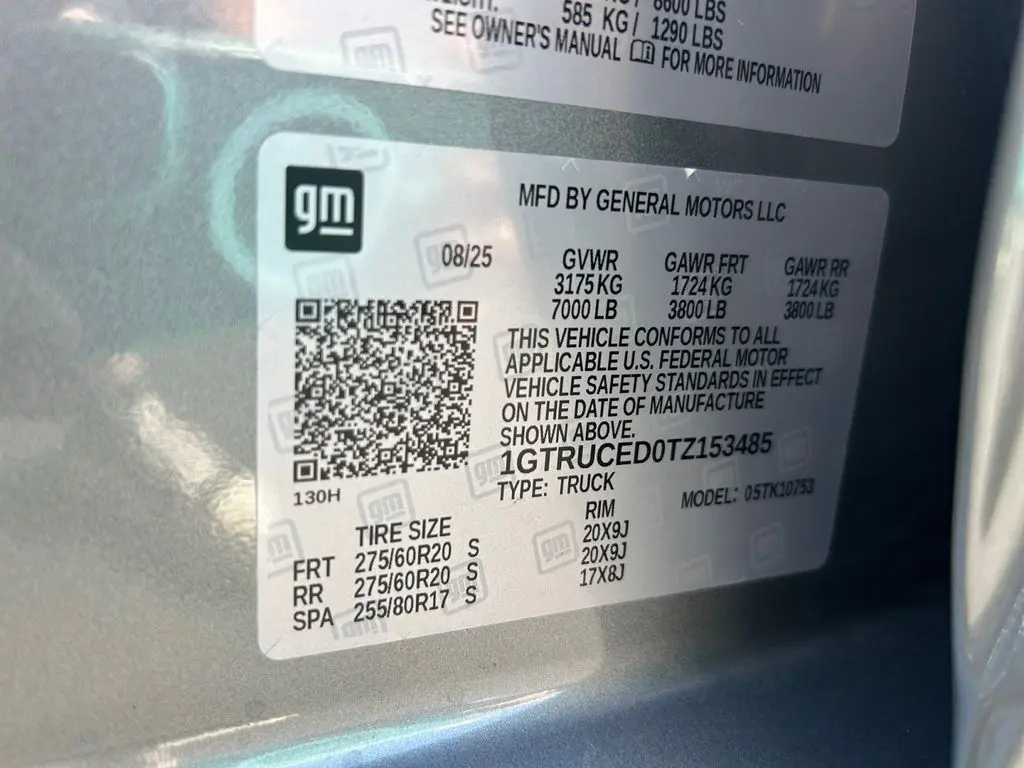 8600 LBS
585 KG / 1290 LBS
SEE OWNER'S MANUAL FOR MORE INFORMATION
gm
MFD BY GENERAL MOTORS LLC
08/25
GVWR GAWR FRT GAWR RR
3175 KG 1724 KG 1724 KG
7000 LB 3800 LB 3800 LB
THIS VEHICLE CONFORMS TO ALL
APPLICABLE U.S. FEDERAL MOTOR
VEHICLE SAFETY STANDARDS IN EFFECT
ON THE DATE OF MANUFACTURE
SHOWN ABOVE.
1GTRUCED0TZ153485
TYPE: TRUCK MODEL: 05TK10753
130H
TIRE SIZE RIM
FRT 275/60R20 S 20X9J
RR 275/60R20 S 20X9J
SPA 255/80R17 S 17X8J